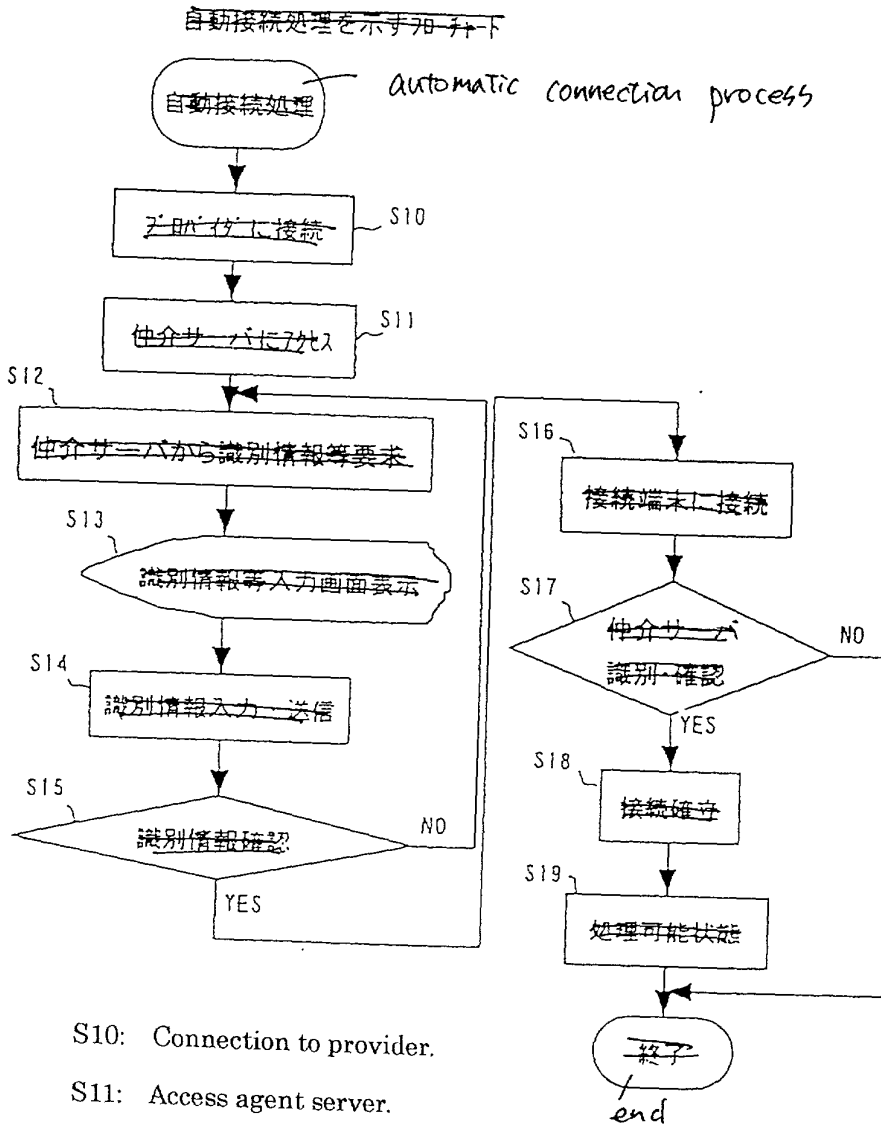 自動接続処理を示すフローチャート
自動接続処理
automatic connection process
プロバイダに接続
S10
仲介サーバにアクセス
S11
S12
仲介サーバから識別情報等要求
S13
識別情報等入力画面表示
S14
識別情報入力・送信
S15
識別情報確認
NO
YES
S16
接続端末に接続
S17
仲介サーバ
識別・確認
NO
YES
S18
接続確立
S19
処理可能状態
終了
end
S10: Connection to provider.
S11: Access agent server.